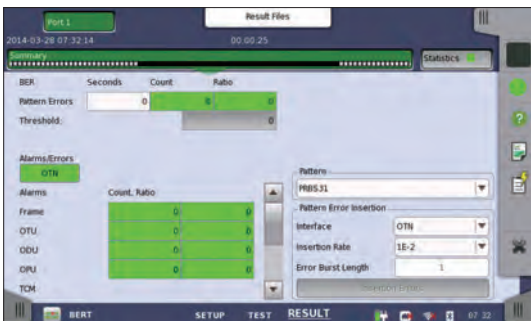 Port 1
Result Files
2014-03-28 07:32:14
00:00:25
Summary
Statistics
BER Seconds Count Ratio
Pattern Errors 0 0 0
Threshold: 0
Alarms/Errors
OTN
Alarms Count, Ratio
Frame 0 0
OTU 0 0
ODU 0 0
OPU 0 0
TCM
Pattern
PRBS31
Pattern Error Insertion
Interface OTN
Insertion Rate 1E-2
Error Burst Length 1
Insertion Errors
BERT SETUP TEST RESULT 07:32